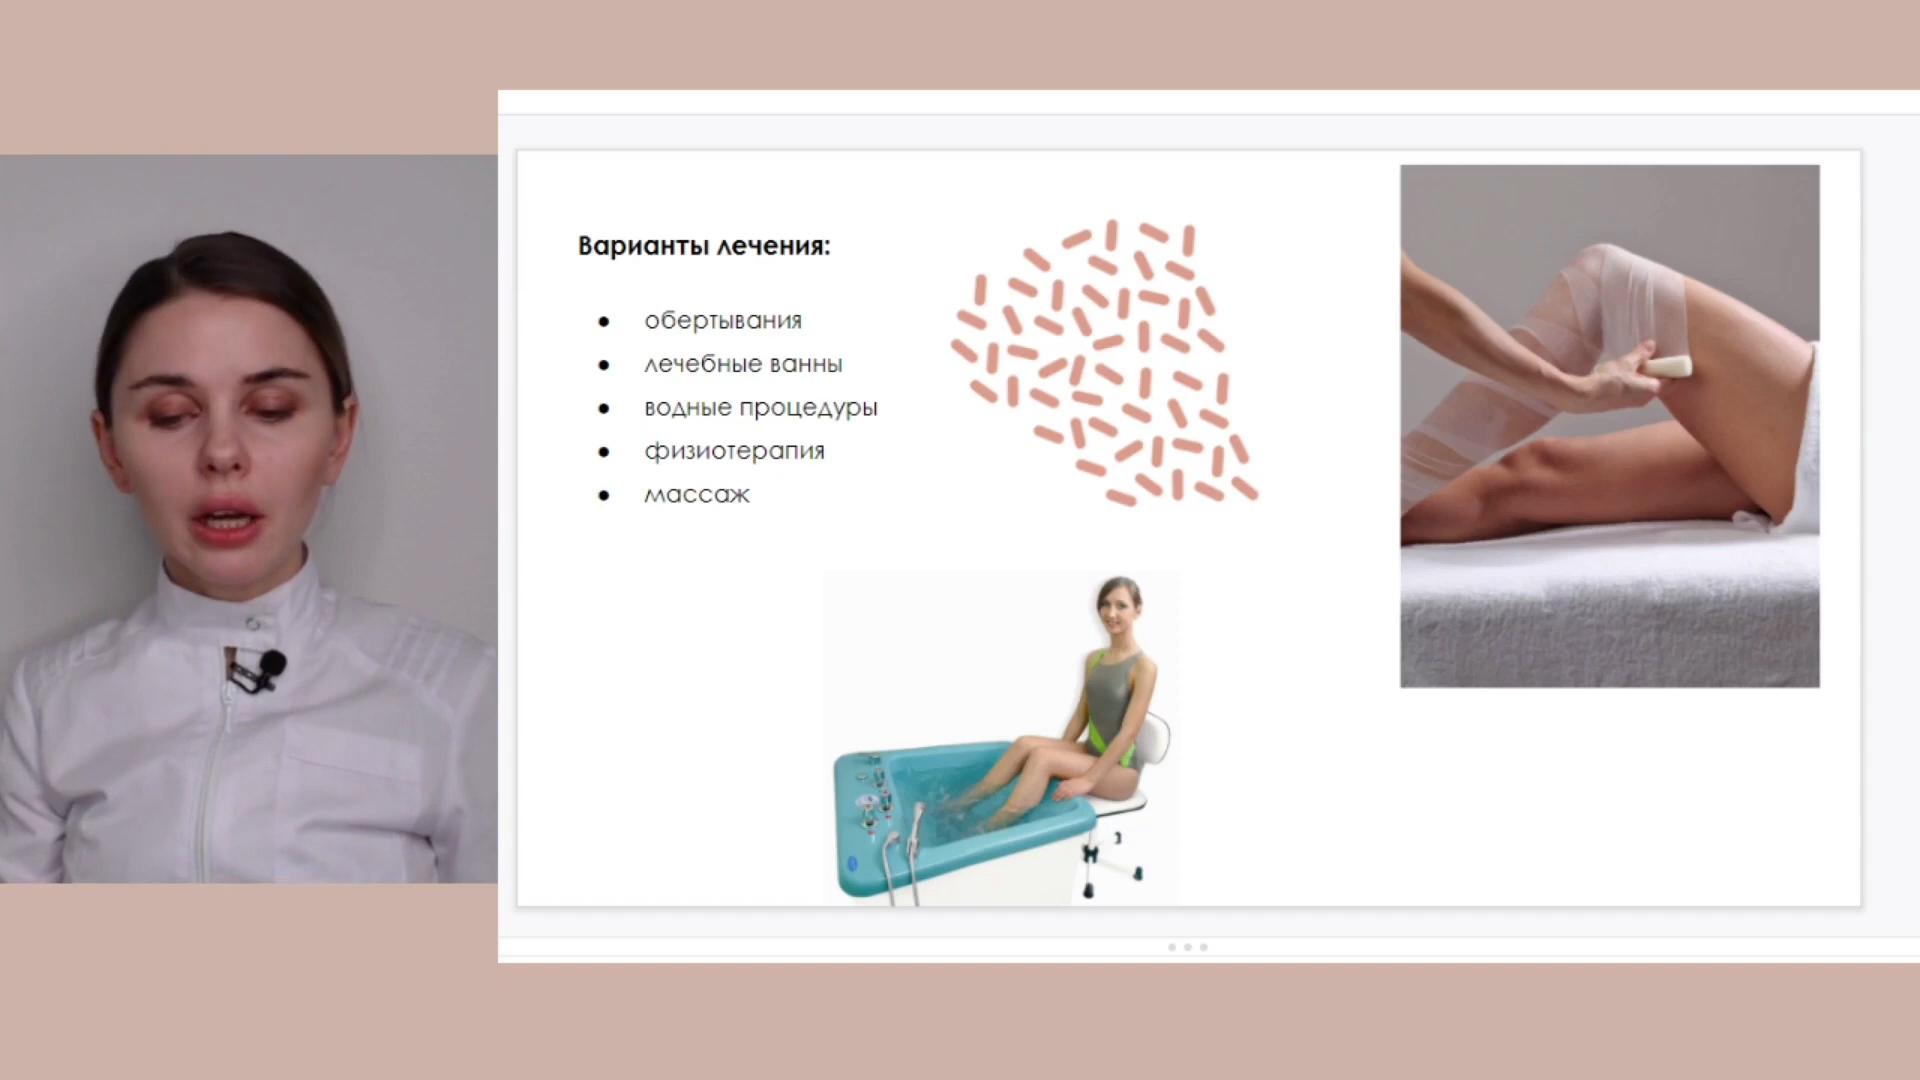 Варианты лечения:
● обертывания
● лечебные ванны
● водные процедуры
● физиотерапия
● массаж